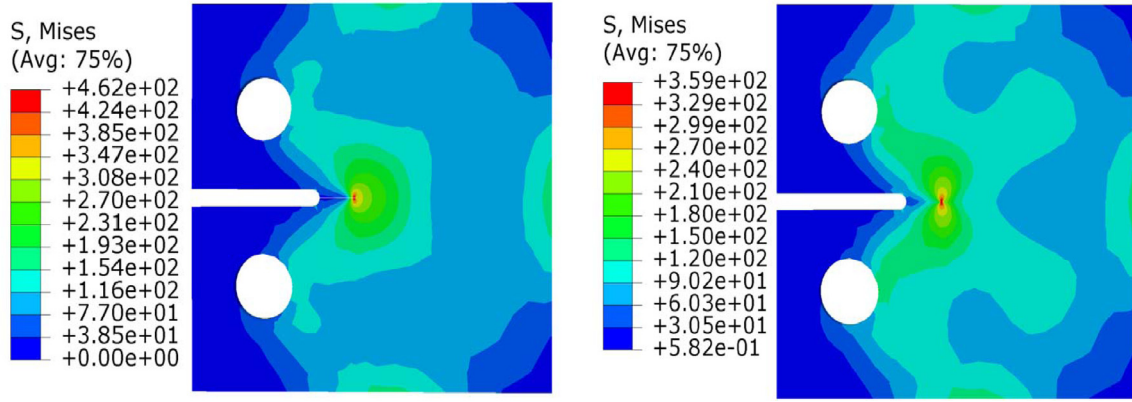 S, Mises
(Avg: 75%)
+4.62e+02
+4.24e+02
+3.85e+02
+3.47e+02
+3.08e+02
+2.70e+02
+2.31e+02
+1.93e+02
+1.54e+02
+1.16e+02
+7.70e+01
+3.85e+01
+0.00e+00
S, Mises
(Avg: 75%)
+3.59e+02
+3.29e+02
+2.99e+02
+2.70e+02
+2.40e+02
+2.10e+02
+1.80e+02
+1.50e+02
+1.20e+02
+9.02e+01
+6.03e+01
+3.05e+01
+5.82e-01